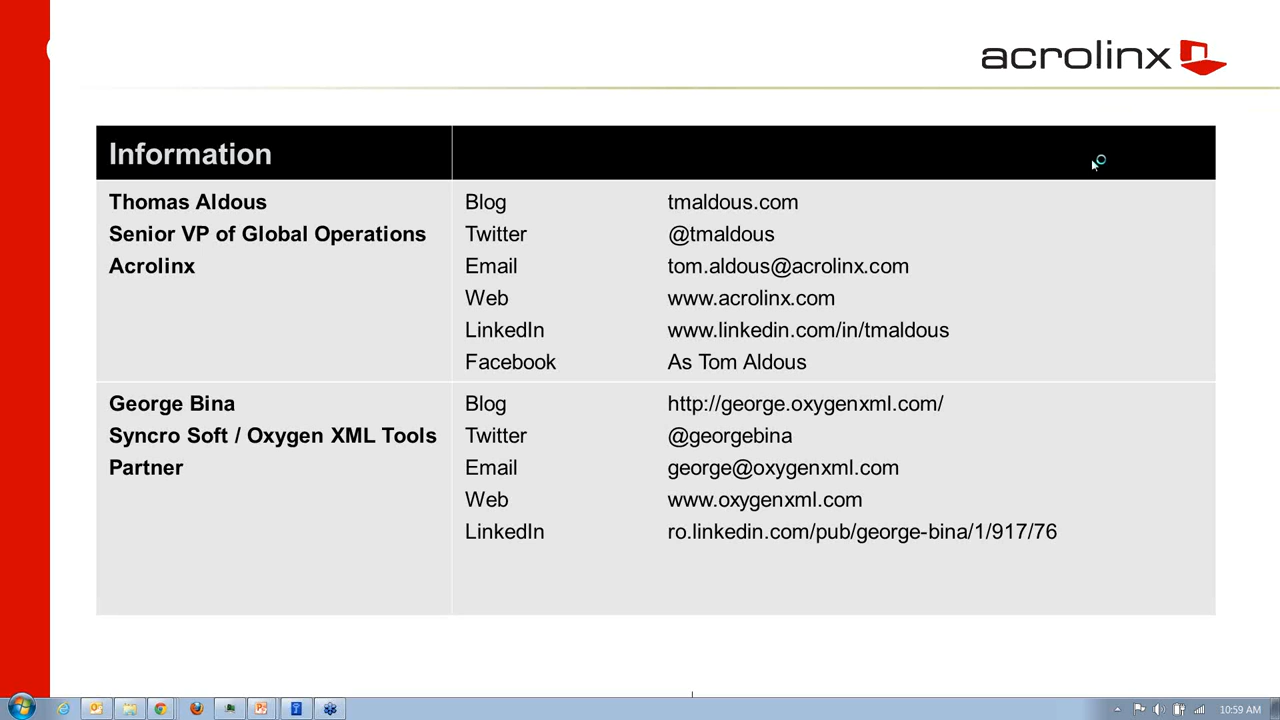 acrolinx
Information
Thomas Aldous
Senior VP of Global Operations
Acrolinx
Blog tmaldous.com
Twitter @tmaldous
Email tom.aldous@acrolinx.com
Web www.acrolinx.com
LinkedIn www.linkedin.com/in/tmaldous
Facebook As Tom Aldous
George Bina
Syncro Soft / Oxygen XML Tools
Partner
Blog http://george.oxygenxml.com/
Twitter @georgebina
Email george@oxygenxml.com
Web www.oxygenxml.com
LinkedIn ro.linkedin.com/pub/george-bina/1/917/76
10:59 AM